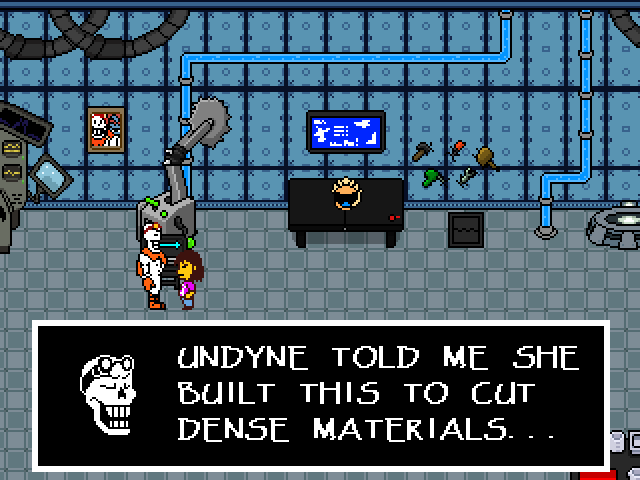 UNDYNE TOLD ME SHE
BUILT THIS TO CUT
DENSE MATERIALS...